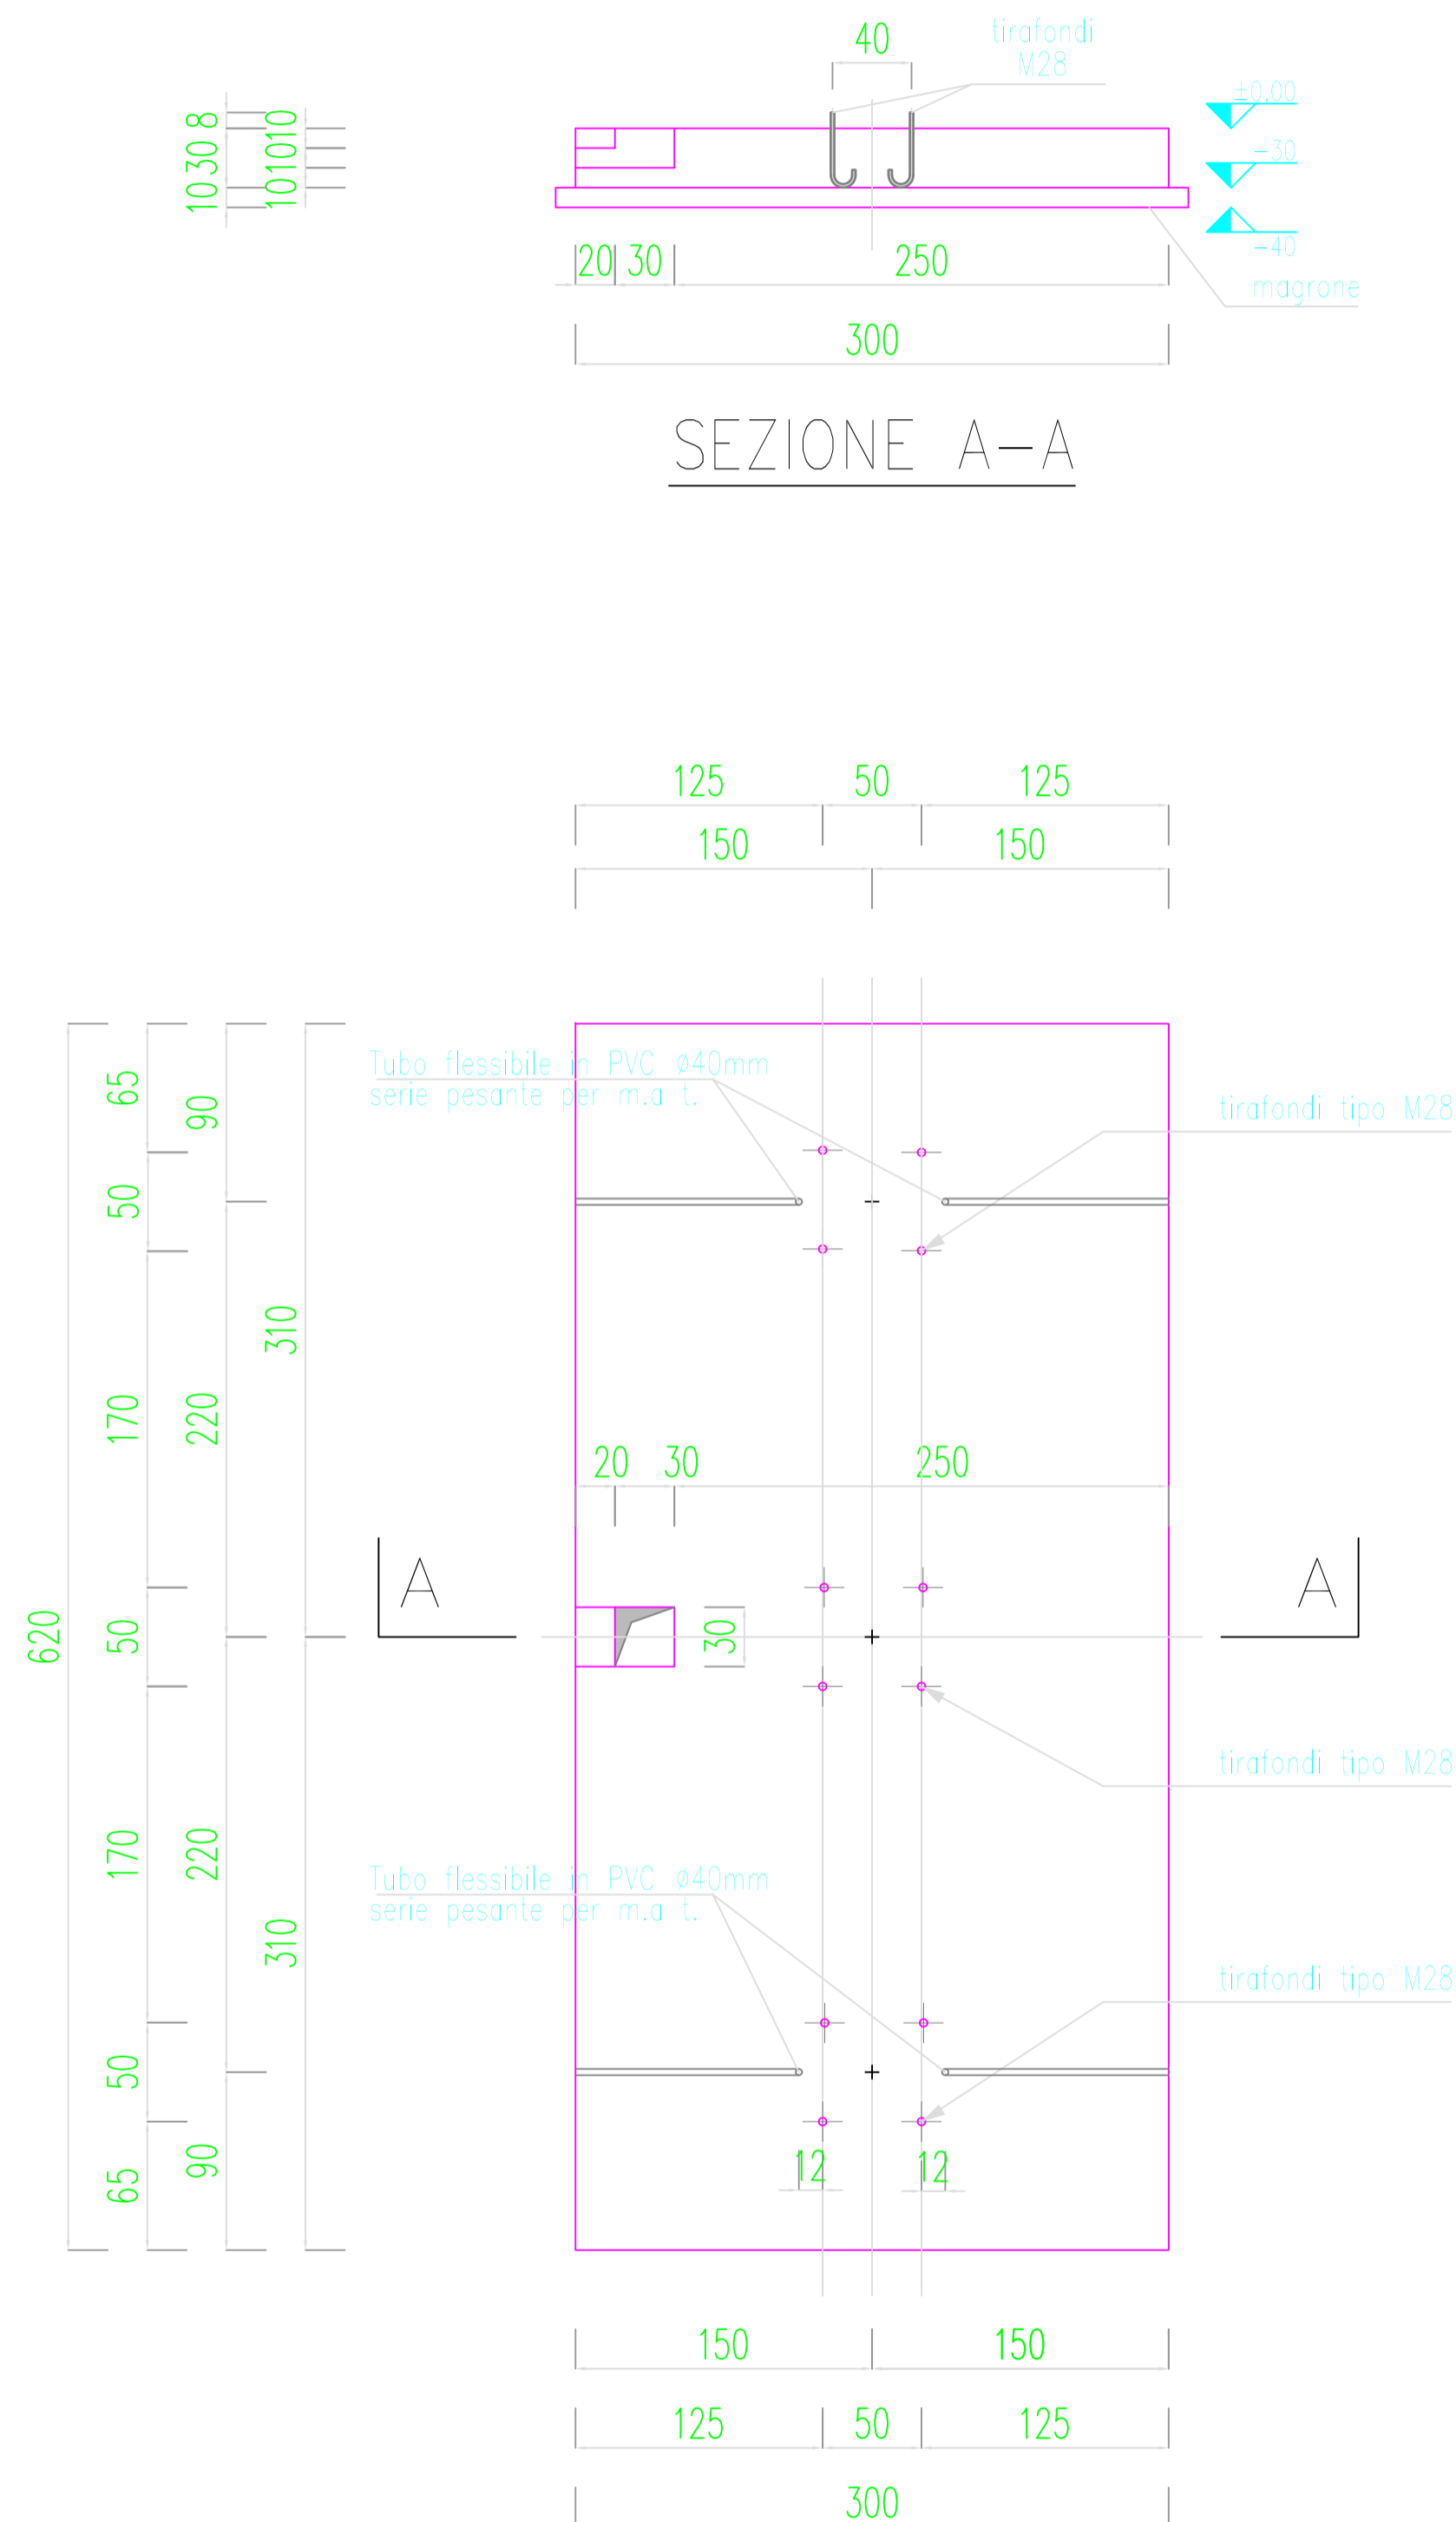 40
tirafondi
M28
±0,00
-30
-40
magrone
8
30
10
10
10
10
20 30 250
300
SEZIONE A-A
125 50 125
150 150
Tubo flessibile in PVC ø40mm
serie pesante per m.a t.
tirafondi tipo M28
65
50
170
50
170
50
65
90
220
220
90
310
310
620
20 30 250
A A
30
tirafondi tipo M28
Tubo flessibile in PVC ø40mm
serie pesante per m.a t.
tirafondi tipo M28
12 12
150 150
125 50 125
300